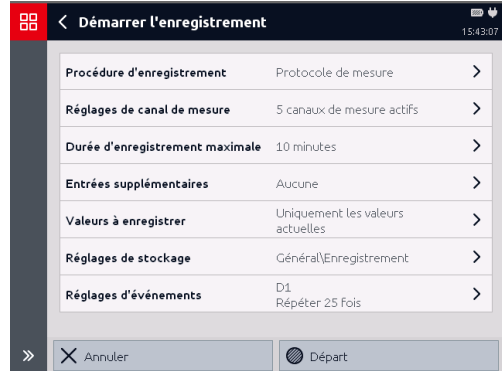 Démarrer l'enregistrement
15:43:07
Procédure d'enregistrement Protocole de mesure
Réglages de canal de mesure 5 canaux de mesure actifs
Durée d'enregistrement maximale 10 minutes
Entrées supplémentaires Aucune
Valeurs à enregistrer Uniquement les valeurs
actuelles
Réglages de stockage Général\Enregistrement
Réglages d'événements D1
Répéter 25 fois
Annuler Départ